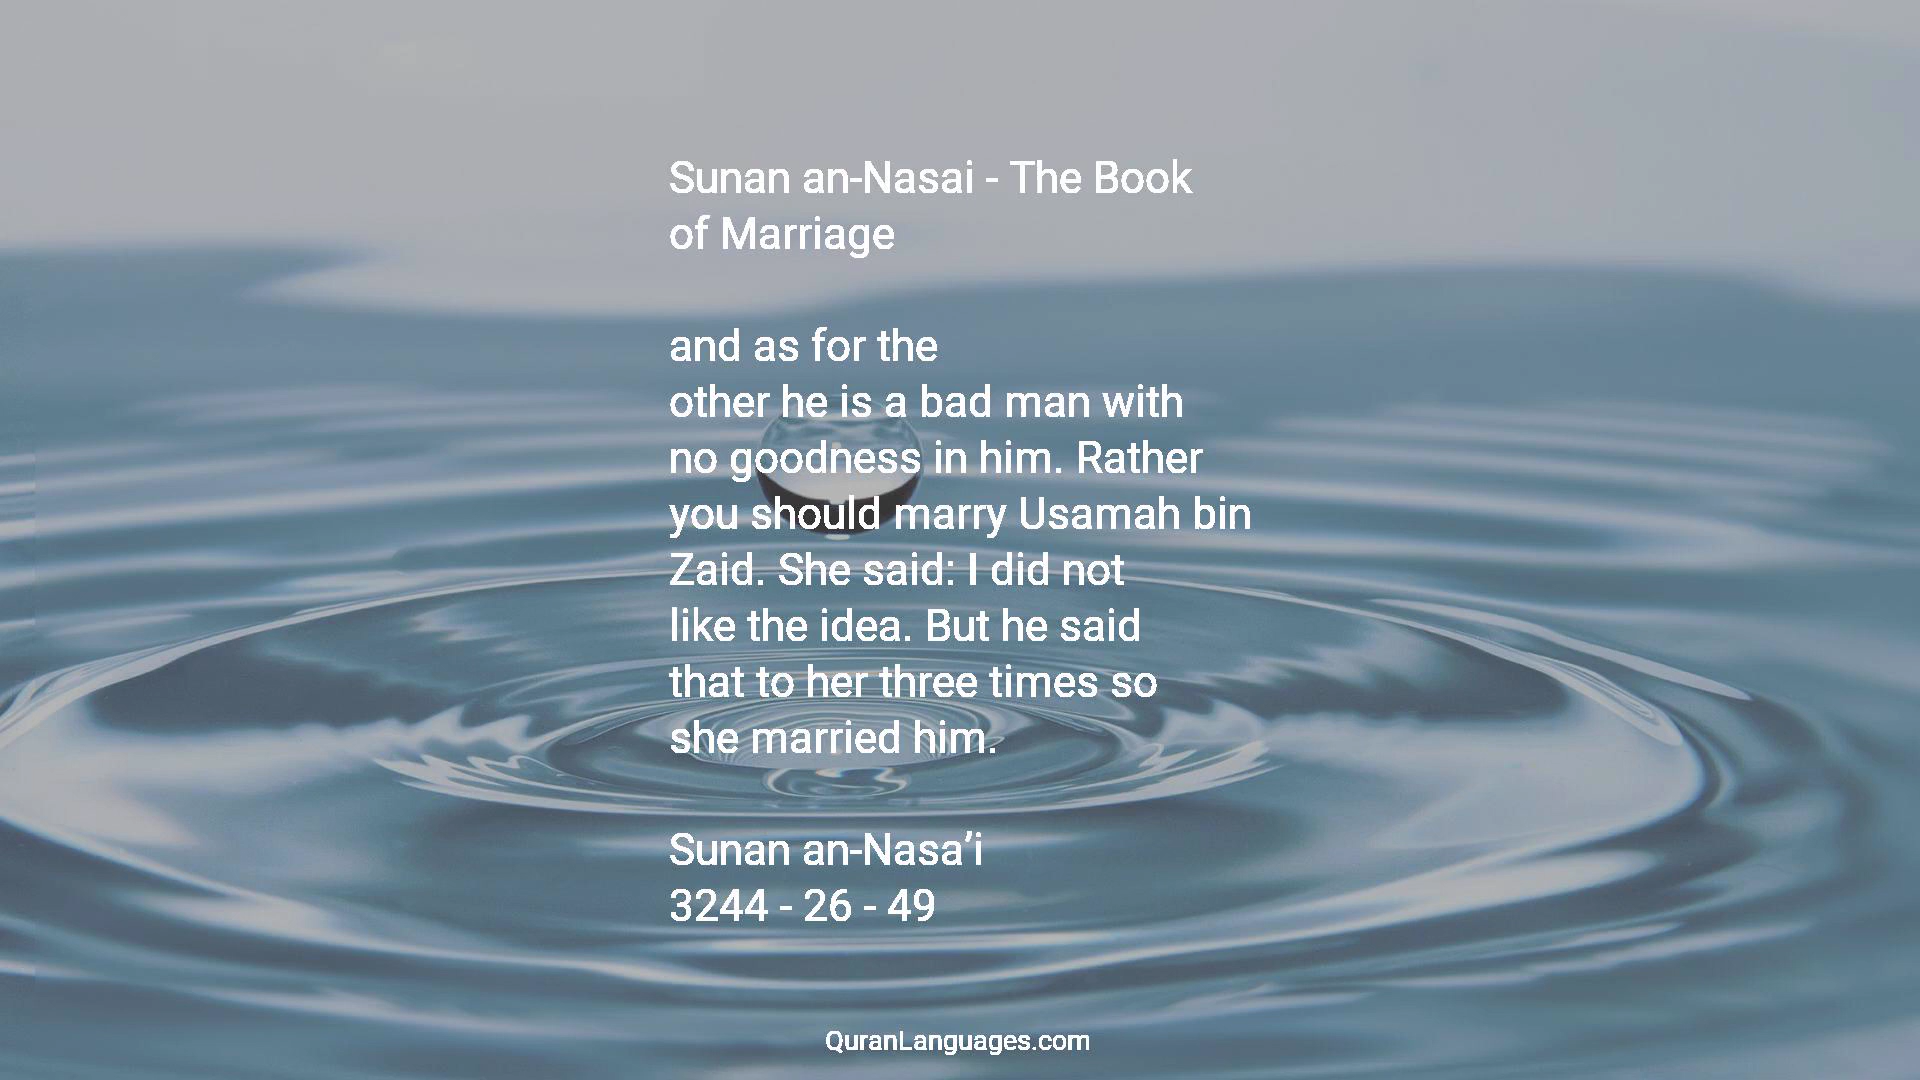 Sunan an-Nasai - The Book
of Marriage
and as for the
other he is a bad man with
no goodness in him. Rather
you should marry Usamah bin
Zaid. She said: I did not
like the idea. But he said
that to her three times so
she married him.
Sunan an-Nasa’i
3244 - 26 - 49
QuranLanguages.com